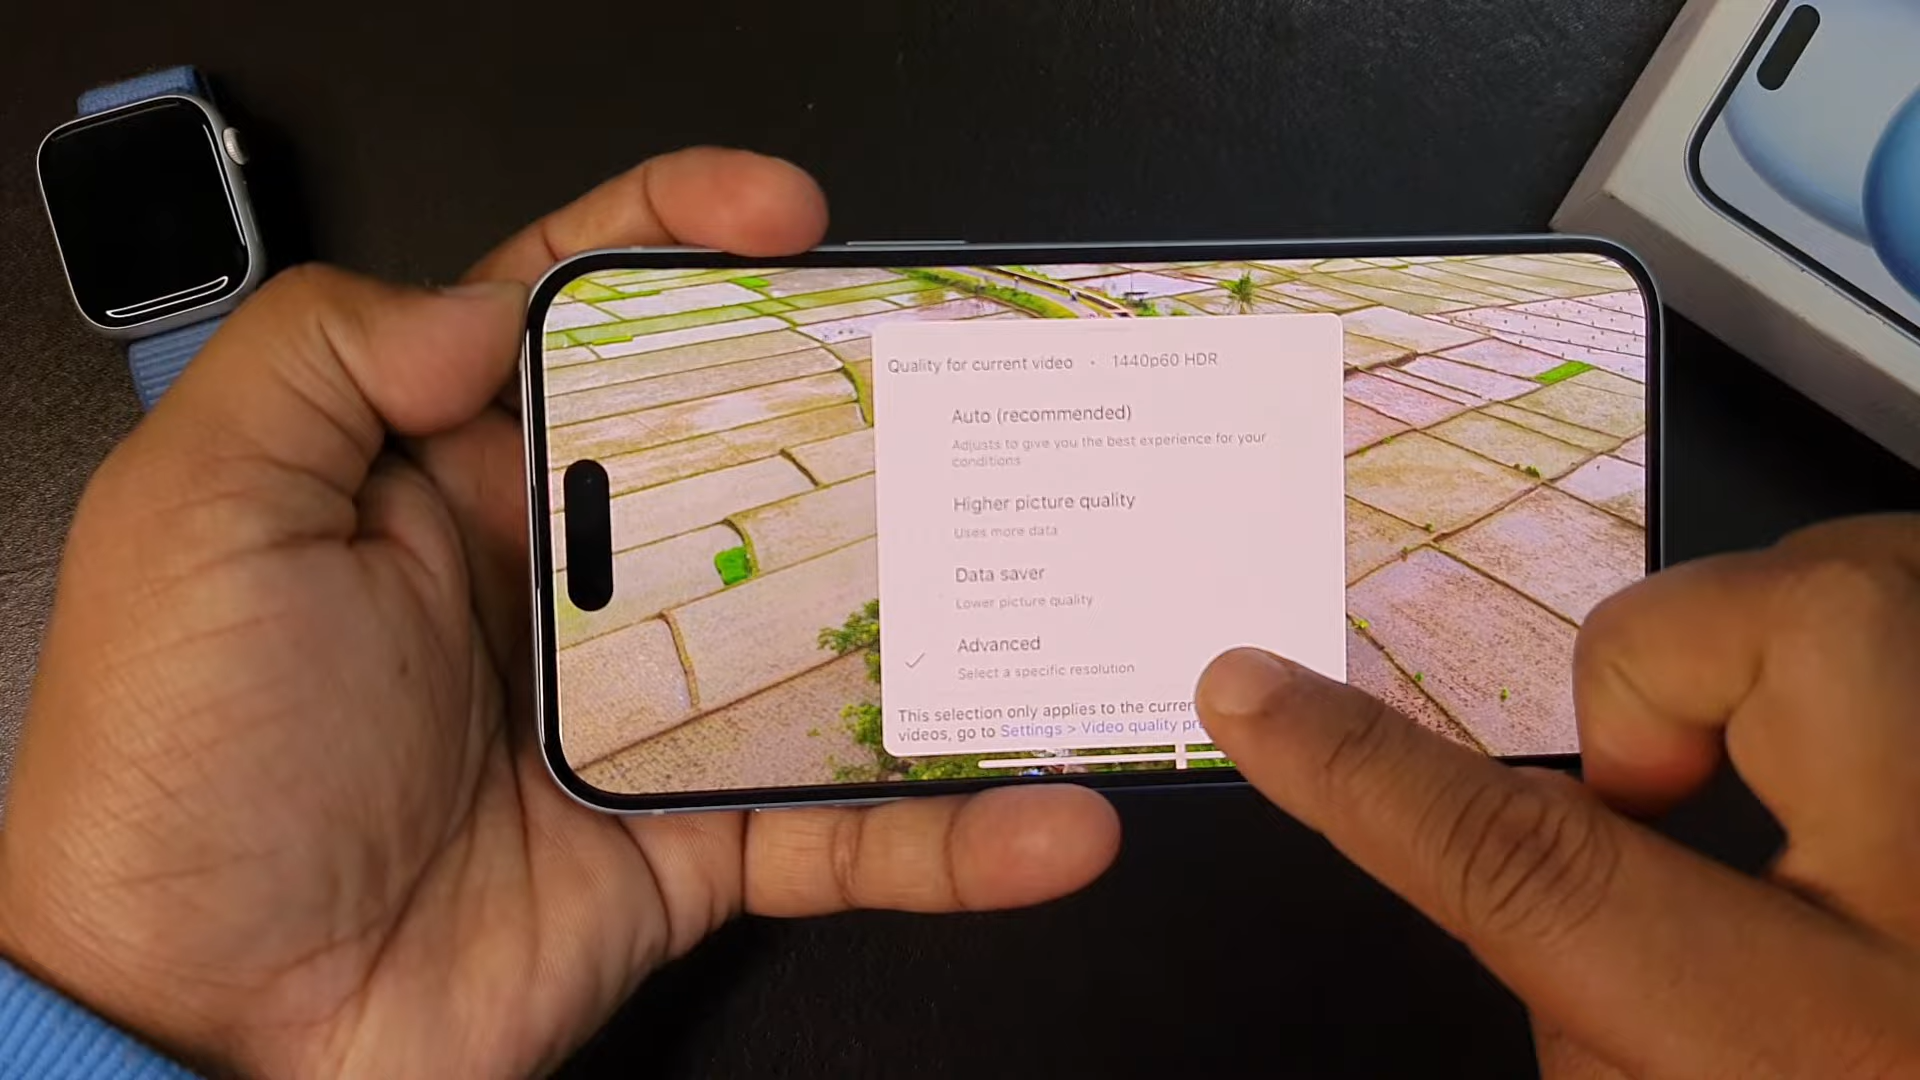 Quality for current video • 1440p60 HDR
Auto (recommended)
Adjusts to give you the best experience for your
conditions
Higher picture quality
Uses more data
Data saver
Lower picture quality
Advanced
Select a specific resolution
This selection only applies to the
videos, go to Settings > Video quality